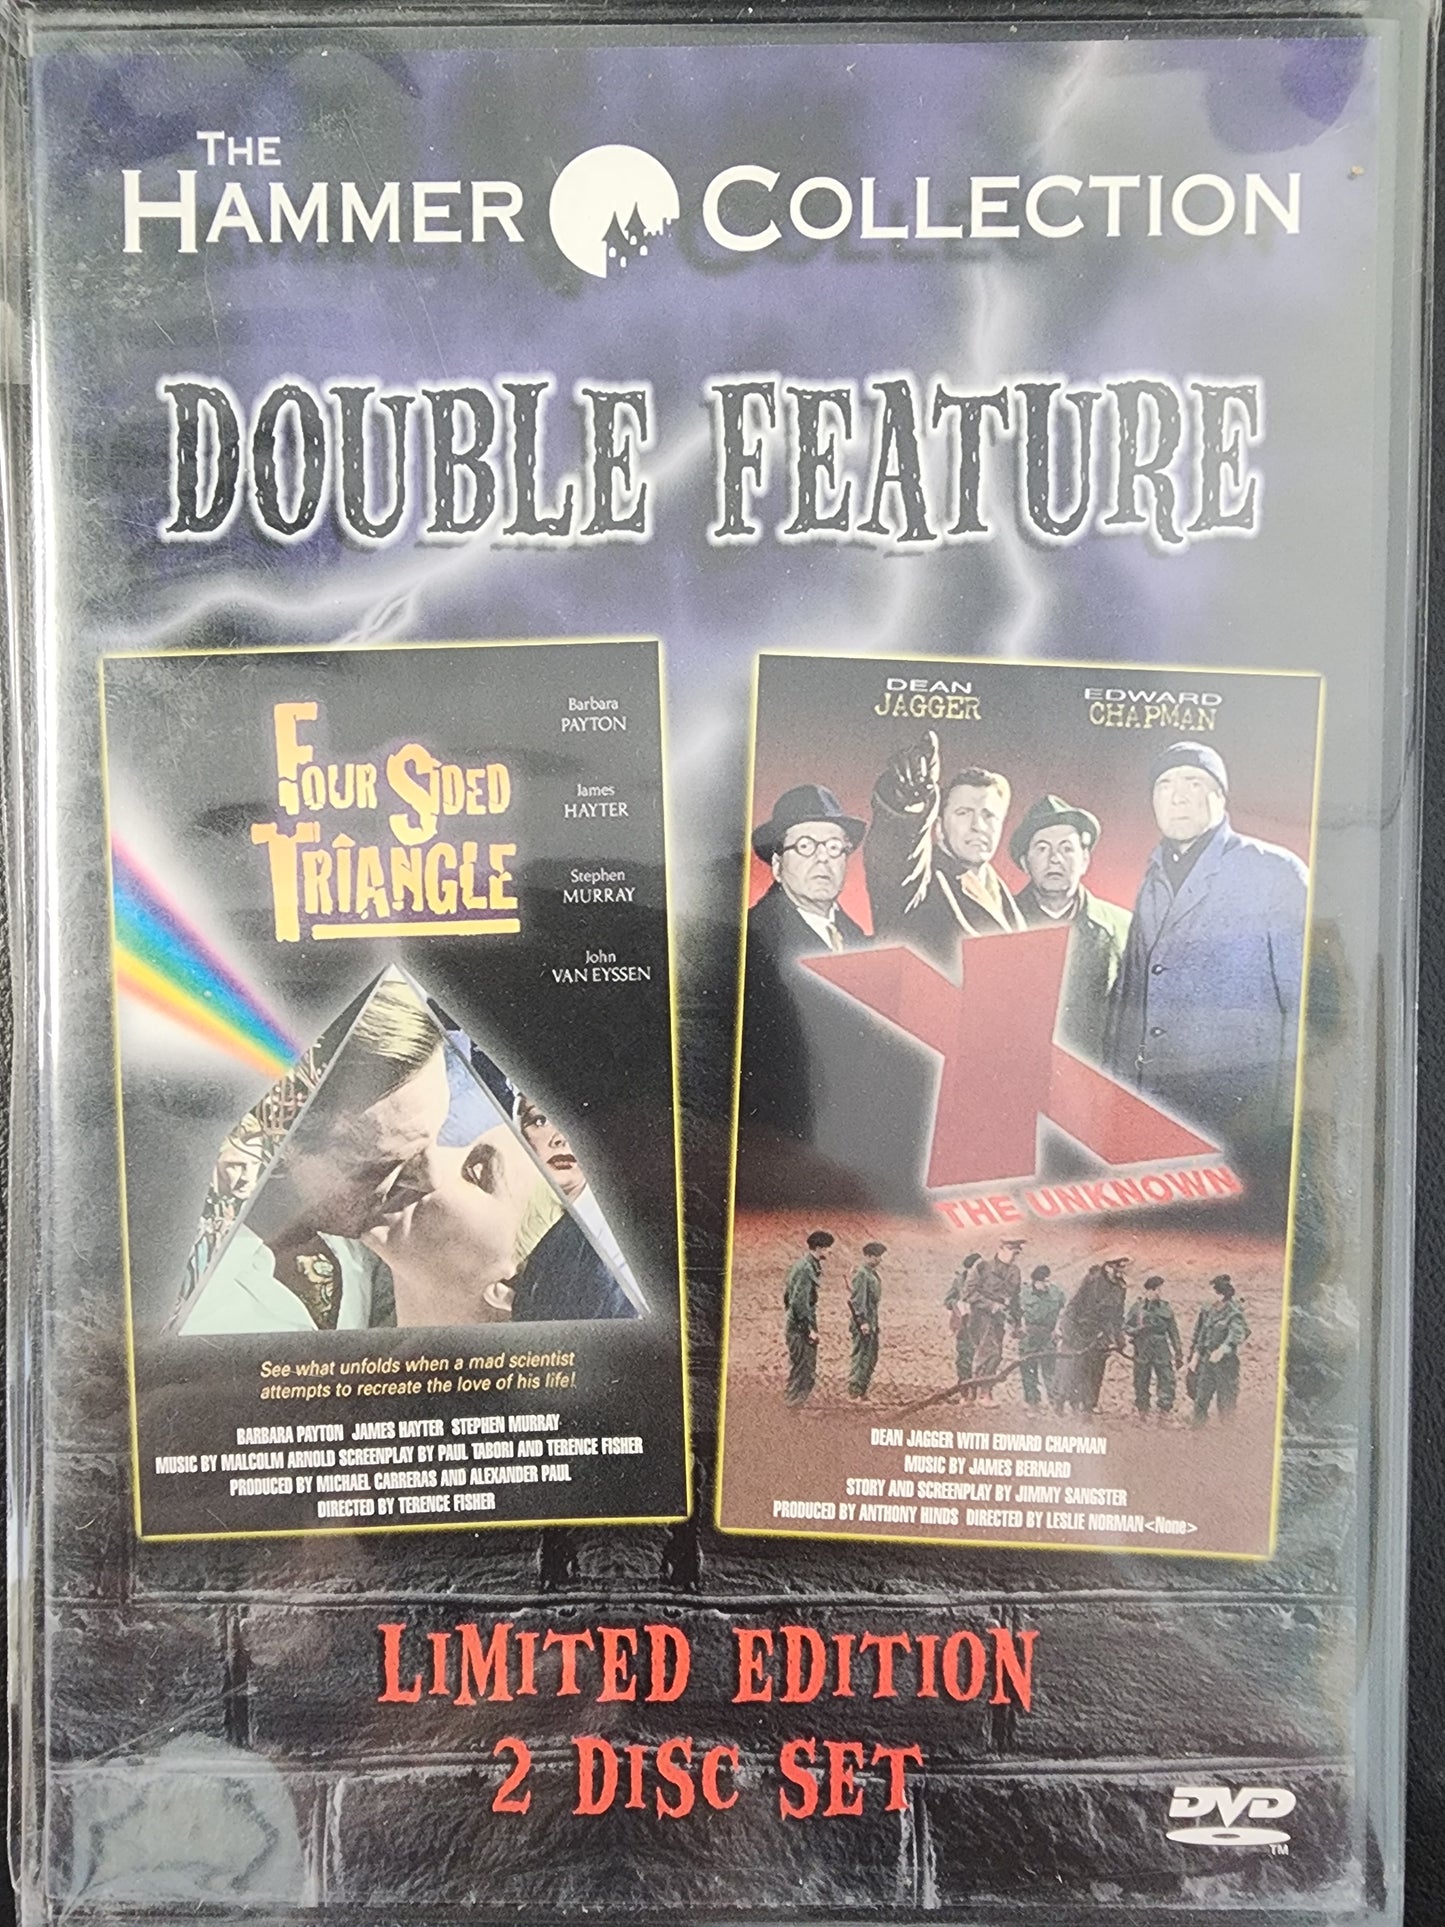 THE
HAMMER COLLECTION
DOUBLE FEATURE
FOUR SIDED
TRIANGLE
Barbara
PAYTON
James
HAYTER
Stephen
MURRAY
John
VAN EYSSEN
See what unfolds when a mad scientist
attempts to recreate the love of his life!
BARBARA PAYTON JAMES HAYTER STEPHEN MURRAY
MUSIC BY MALCOLM ARNOLD SCREENPLAY BY PAUL TABORI AND TERENCE FISHER
PRODUCED BY MICHAEL CARRERAS AND ALEXANDER PAUL
DIRECTED BY TERENCE FISHER
DEAN
JAGGER
EDWARD
CHAPMAN
X
THE UNKNOWN
DEAN JAGGER WITH EDWARD CHAPMAN
MUSIC BY JAMES BERNARD
STORY AND SCREENPLAY BY JIMMY SANGSTER
PRODUCED BY ANTHONY HINDS DIRECTED BY LESLIE NORMAN<None>
LIMITED EDITION
2 DISC SET
DVD
TM